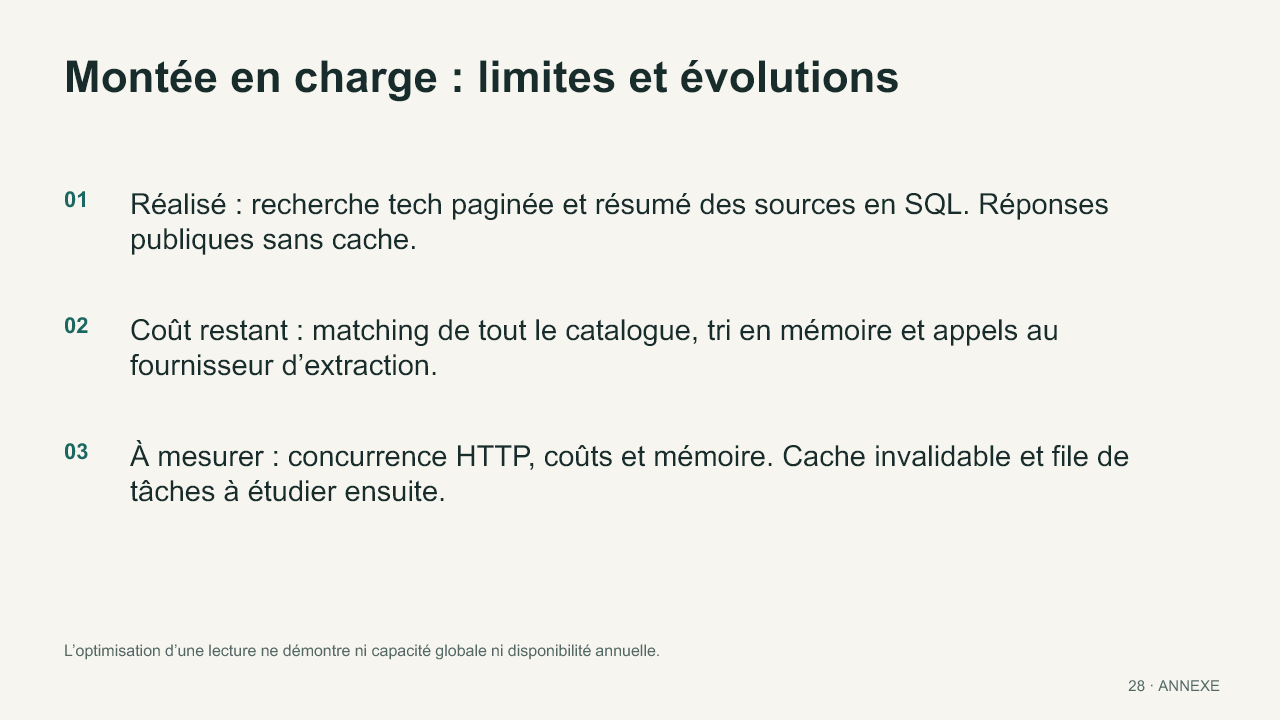 Montée en charge : limites et évolutions
01
Réalisé : recherche tech paginée et résumé des sources en SQL. Réponses
publiques sans cache.
02
Coût restant : matching de tout le catalogue, tri en mémoire et appels au
fournisseur d’extraction.
03
À mesurer : concurrence HTTP, coûts et mémoire. Cache invalidable et file de
tâches à étudier ensuite.
L’optimisation d’une lecture ne démontre ni capacité globale ni disponibilité annuelle.
28 · ANNEXE